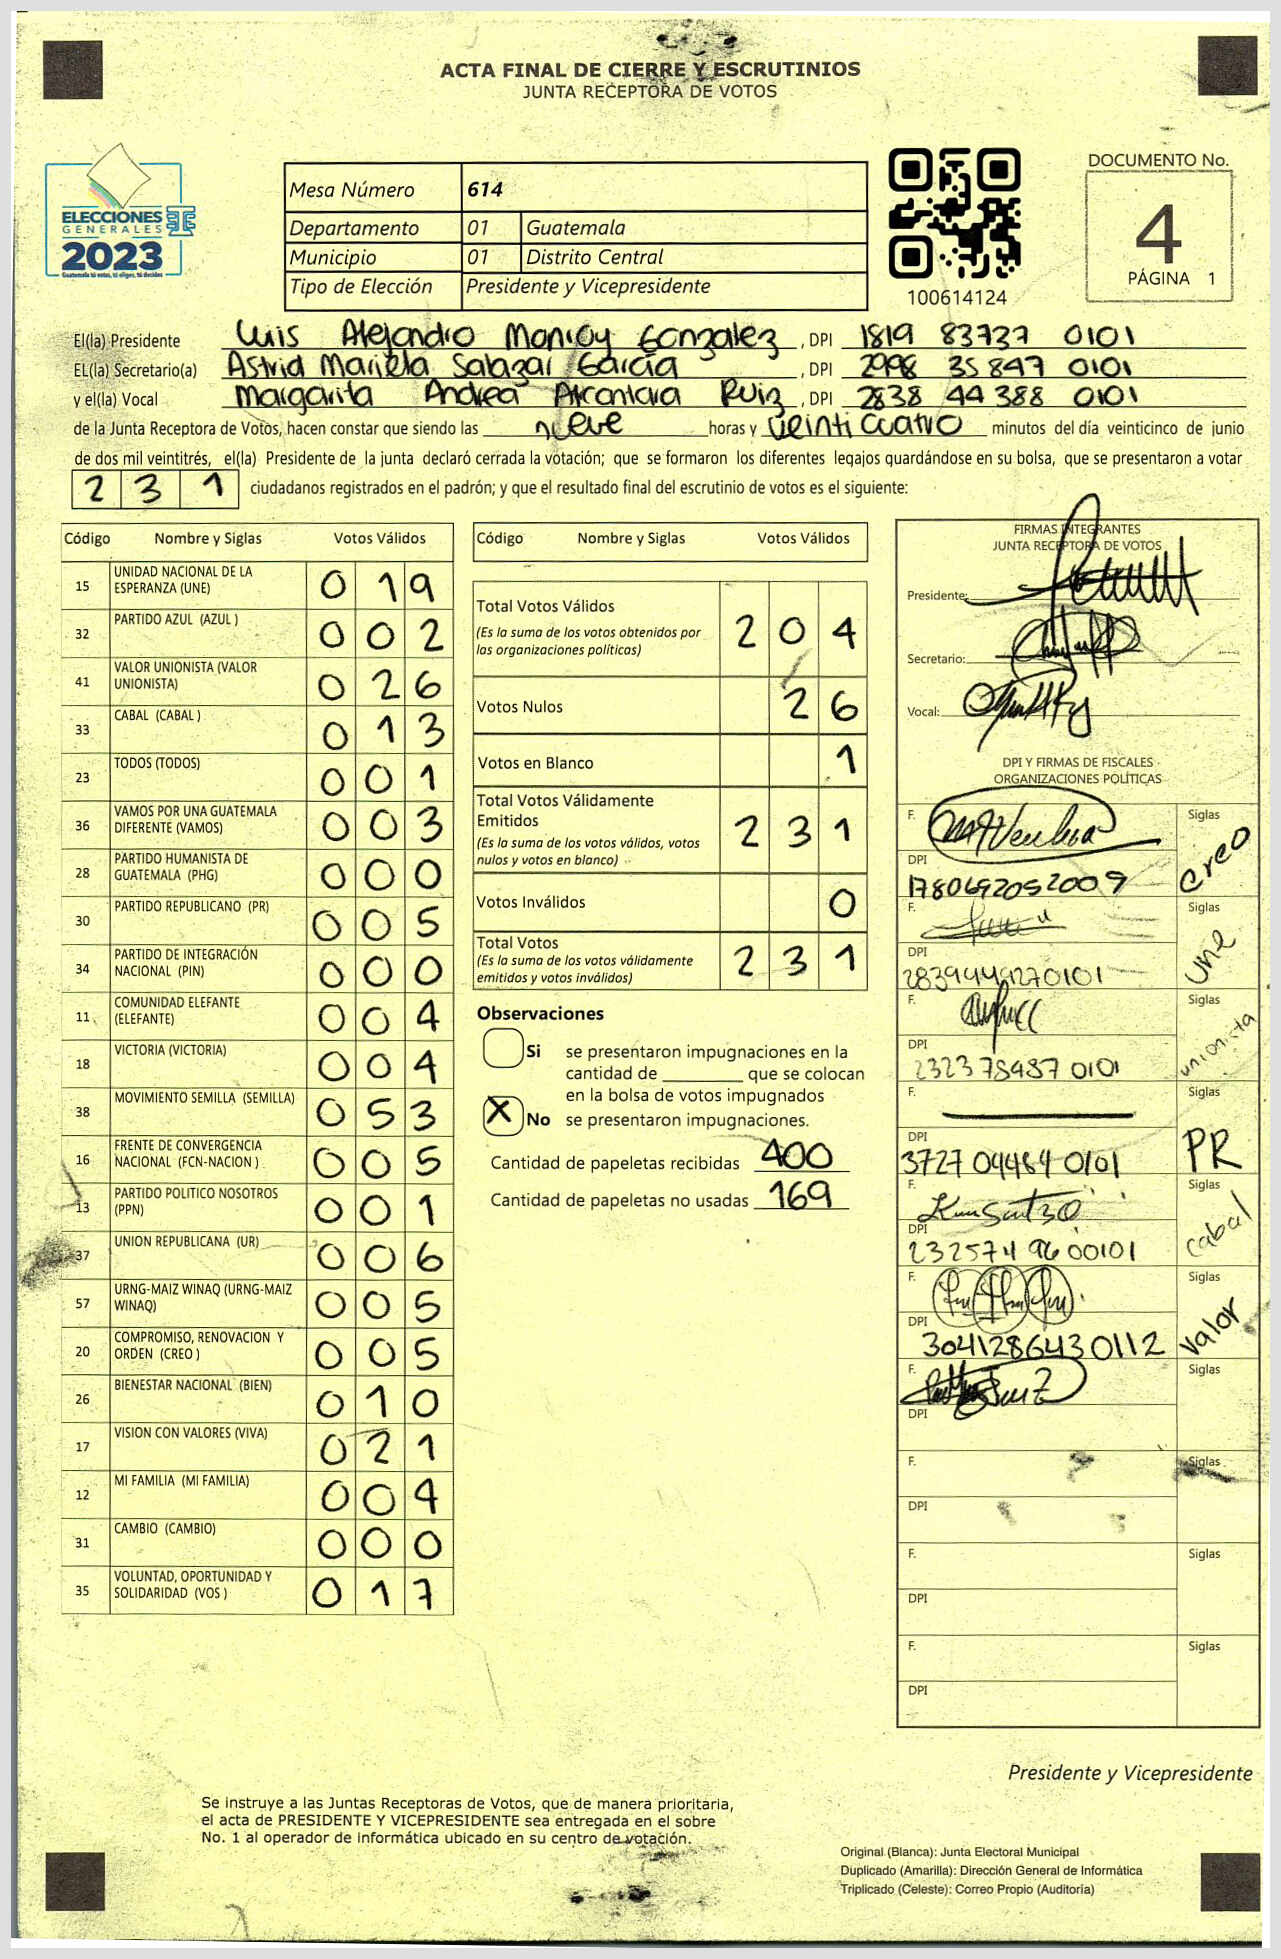 ACTA FINAL DE CIERRE Y ESCRUTINIOS
JUNTA RECEPTORA DE VOTOS
ELECCIONES
GENERALES
2023
Guatemala tú votas, tú eliges, tú decides
Mesa Número 614
Departamento 01 Guatemala
Municipio 01 Distrito Central
Tipo de Elección Presidente y Vicepresidente
100614124
DOCUMENTO No.
4
PÁGINA 1
El(la) Presidente Luis Alejandro Monroy Gonzalez, DPI 1819 83737 0101
EL(la) Secretario(a) Astrid Mariela Salazar García, DPI 2998 35847 0101
y el(la) Vocal Margarita Andrea Alcantara Ruiz, DPI 2838 44388 0101
de la Junta Receptora de Votos, hacen constar que siendo las nueve horas y veinticuatro minutos del día veinticinco de junio
de dos mil veintitrés, el(la) Presidente de la junta declaró cerrada la votación; que se formaron los diferentes legajos guardándose en su bolsa, que se presentaron a votar
2 3 1 ciudadanos registrados en el padrón; y que el resultado final del escrutinio de votos es el siguiente:
Código Nombre y Siglas Votos Válidos
15 UNIDAD NACIONAL DE LA ESPERANZA (UNE) 0 1 9
32 PARTIDO AZUL (AZUL ) 0 0 2
41 VALOR UNIONISTA (VALOR UNIONISTA) 0 2 6
33 CABAL (CABAL ) 0 1 3
23 TODOS (TODOS) 0 0 1
36 VAMOS POR UNA GUATEMALA DIFERENTE (VAMOS) 0 0 3
28 PARTIDO HUMANISTA DE GUATEMALA (PHG) 0 0 0
30 PARTIDO REPUBLICANO (PR) 0 0 5
34 PARTIDO DE INTEGRACIÓN NACIONAL (PIN) 0 0 0
11 COMUNIDAD ELEFANTE (ELEFANTE) 0 0 4
18 VICTORIA (VICTORIA) 0 0 4
38 MOVIMIENTO SEMILLA (SEMILLA) 0 5 3
16 FRENTE DE CONVERGENCIA NACIONAL (FCN-NACION ) 0 0 5
13 PARTIDO POLITICO NOSOTROS (PPN) 0 0 1
37 UNION REPUBLICANA (UR) 0 0 6
57 URNG-MAIZ WINAQ (URNG-MAIZ WINAQ) 0 0 5
20 COMPROMISO, RENOVACION Y ORDEN (CREO ) 0 0 5
26 BIENESTAR NACIONAL (BIEN) 0 1 0
17 VISION CON VALORES (VIVA) 0 2 1
12 MI FAMILIA (MI FAMILIA) 0 0 4
31 CAMBIO (CAMBIO) 0 0 0
35 VOLUNTAD, OPORTUNIDAD Y SOLIDARIDAD (VOS ) 0 1 7
Código Nombre y Siglas Votos Válidos
Total Votos Válidos 2 0 4
(Es la suma de los votos obtenidos por
las organizaciones políticas)
Votos Nulos 2 6
Votos en Blanco 1
Total Votos Válidamente
Emitidos 2 3 1
(Es la suma de los votos válidos, votos
nulos y votos en blanco)
Votos Inválidos 0
Total Votos 2 3 1
(Es la suma de los votos válidamente
emitidos y votos inválidos)
Observaciones
Si se presentaron impugnaciones en la
cantidad de ________ que se colocan
en la bolsa de votos impugnados
X No se presentaron impugnaciones.
Cantidad de papeletas recibidas 400
Cantidad de papeletas no usadas 169
FIRMAS INTEGRANTES
JUNTA RECEPTORA DE VOTOS
Presidente:
Secretario:
Vocal:
DPI Y FIRMAS DE FISCALES
ORGANIZACIONES POLÍTICAS
F. Siglas creo
DPI 1780692052009
F. Siglas une
DPI 2839449270101
F. Siglas unionista
DPI 2323 78487 0101
F. Siglas PR
DPI 3727 04464 0101
F. Siglas cabal
DPI 232574 9600101
F. Siglas valor
DPI 3041286430112
F. Siglas
DPI
F. Siglas
DPI
F. Siglas
DPI
F. Siglas
DPI
Presidente y Vicepresidente
Se instruye a las Juntas Receptoras de Votos, que de manera prioritaria,
el acta de PRESIDENTE Y VICEPRESIDENTE sea entregada en el sobre
No. 1 al operador de informática ubicado en su centro de votación.
Original (Blanca): Junta Electoral Municipal
Duplicado (Amarilla): Dirección General de Informática
Triplicado (Celeste): Correo Propio (Auditoría)